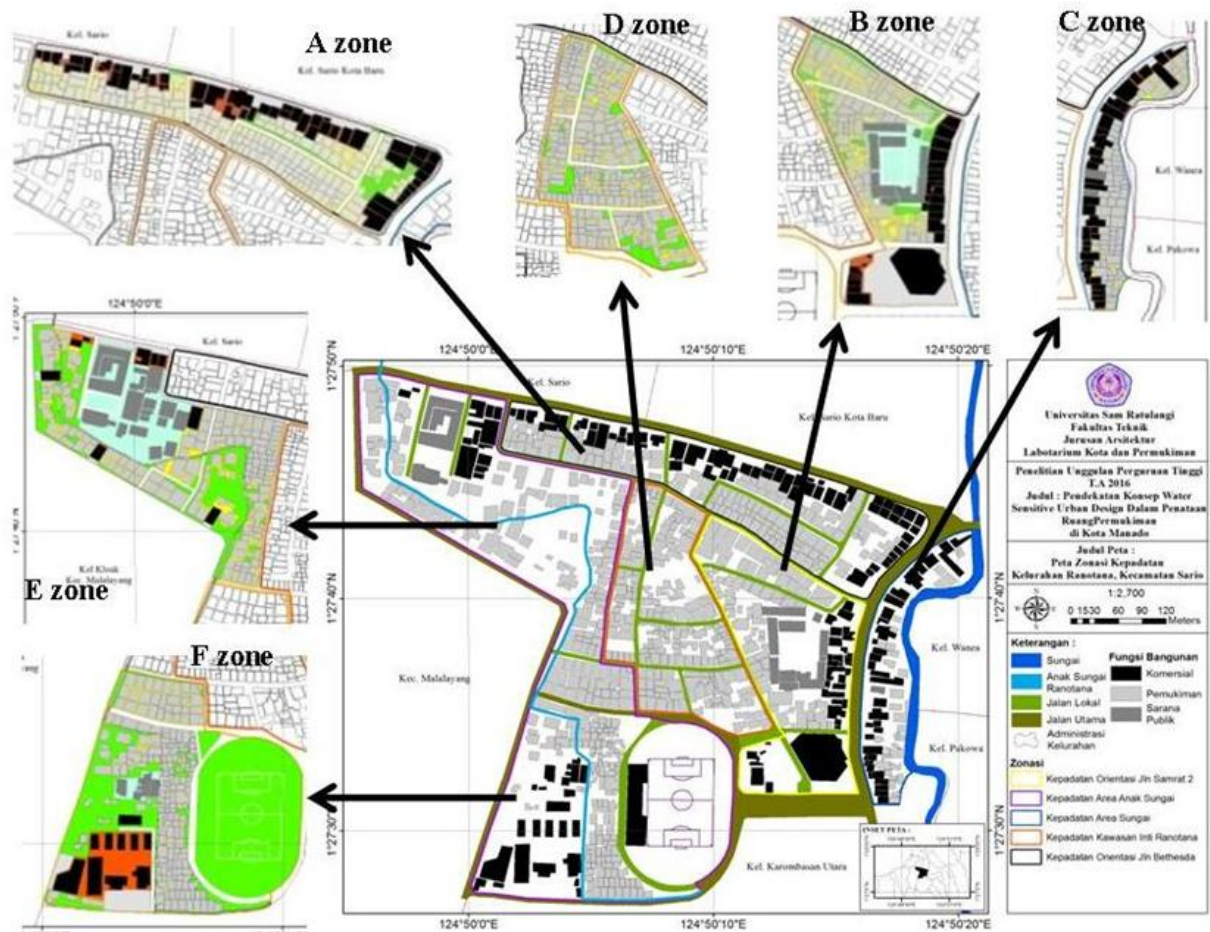 A zone
D zone
B zone
C zone
Kel. Sario
Kel. Sario Kota Baru
Kel. Wanea
Kel. Pakowa
124°50'0"E
Kel. Sario
Kec. Malalayang
E zone
F zone
124°50'0"E
124°50'10"E
124°50'20"E
1°27'50"N
1°27'40"N
1°27'30"N
Kel. Sario
Kel. Sario Kota Baru
Kec. Malalayang
Kel. Wanea
Kel. Pakowa
Kel. Karombasan Utara
INSET PETA :
124°50'0"E
124°50'10"E
124°50'20"E
Universitas Sam Ratulangi
Fakultas Teknik
Jurusan Arsitektur
Labotarium Kota dan Permukiman
Penelitian Unggulan Perguruan Tinggi
T.A 2016
Judul : Pendekatan Konsep Water
Sensitive Urban Design Dalam Penataan
RuangPermukiman
di Kota Manado
Judul Peta :
Peta Zonasi Kepadatan
Kelurahan Ranotana, Kecamatan Sario
1:2,700
0 15 30 60 90 120
Meters
Keterangan :
Sungai
Anak Sungai
Ranotana
Jalan Lokal
Jalan Utama
Administrasi
Kelurahan
Fungsi Bangunan
Komersial
Pemukiman
Sarana
Publik
Zonasi
Kepadatan Orientasi Jln Samrat 2
Kepadatan Area Anak Sungai
Kepadatan Area Sungai
Kepadatan Kawasan Inti Ranotana
Kepadatan Orientasi Jln Bethesda